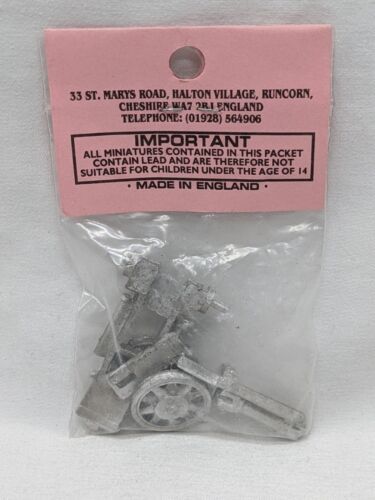 33 ST. MARYS ROAD, HALTON VILLAGE, RUNCORN,
CHESHIRE WA7 2BJ ENGLAND
TELEPHONE: (01928) 564906
IMPORTANT
ALL MINIATURES CONTAINED IN THIS PACKET
CONTAIN LEAD AND ARE THEREFORE NOT
SUITABLE FOR CHILDREN UNDER THE AGE OF 14
· MADE IN ENGLAND ·